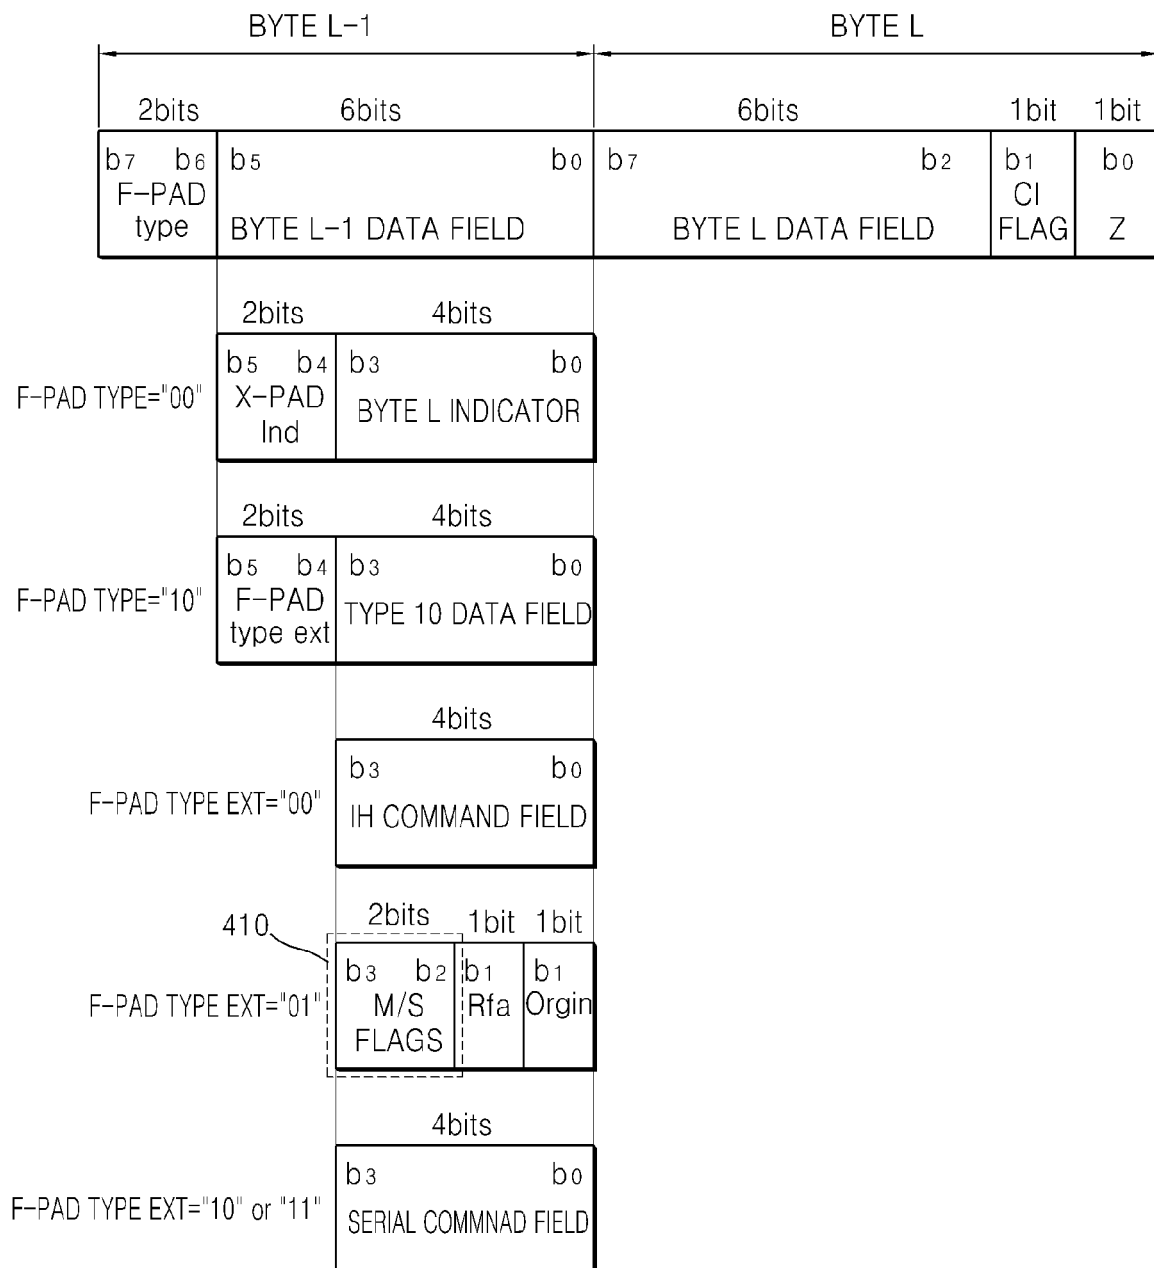 BYTE L-1 BYTE L
2bits 6bits 6bits 1bit 1bit
b7 b6 b5 b0 b7 b2 b1 b0
F-PAD CI
type BYTE L-1 DATA FIELD BYTE L DATA FIELD FLAG Z
2bits 4bits
b5 b4 b3 b0
F-PAD TYPE="00" X-PAD BYTE L INDICATOR
Ind
2bits 4bits
b5 b4 b3 b0
F-PAD TYPE="10" F-PAD TYPE 10 DATA FIELD
type ext
4bits
b3 b0
F-PAD TYPE EXT="00" IH COMMAND FIELD
410 2bits 1bit 1bit
b3 b2 b1 b1
F-PAD TYPE EXT="01" M/S Rfa Orgin
FLAGS
4bits
b3 b0
F-PAD TYPE EXT="10" or "11" SERIAL COMMNAD FIELD